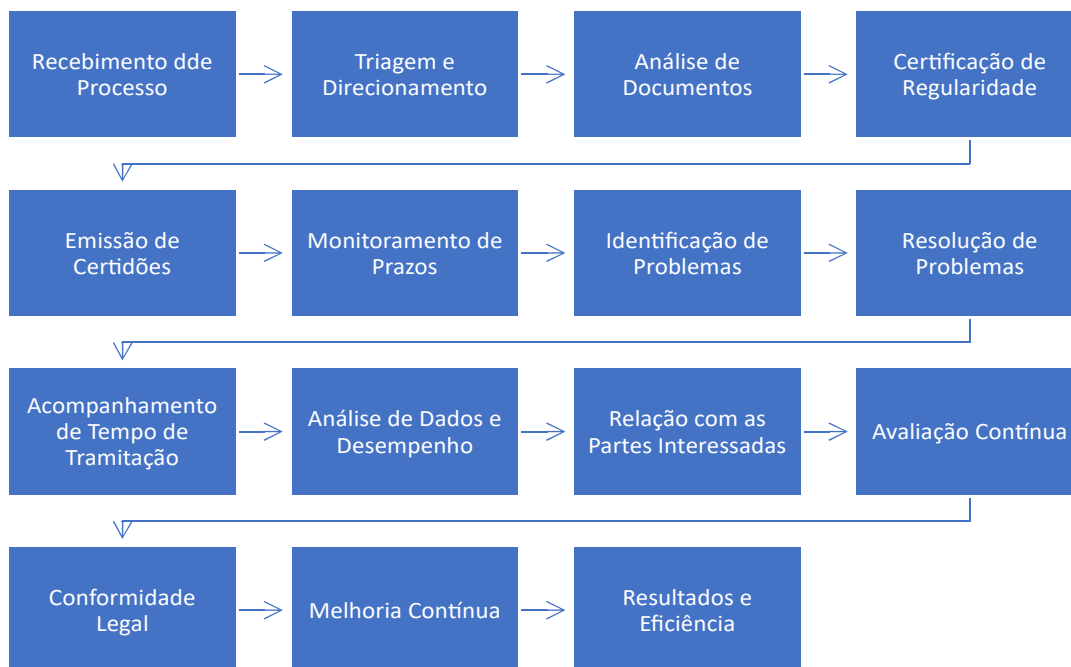 Recebimento dde
Processo
Triagem e
Direcionamento
Análise de
Documentos
Certificação de
Regularidade
Emissão de
Certidões
Monitoramento de
Prazos
Identificação de
Problemas
Resolução de
Problemas
Acompanhamento
de Tempo de
Tramitação
Análise de Dados e
Desempenho
Relação com as
Partes Interessadas
Avaliação Contínua
Conformidade
Legal
Melhoria Contínua
Resultados e
Eficiência